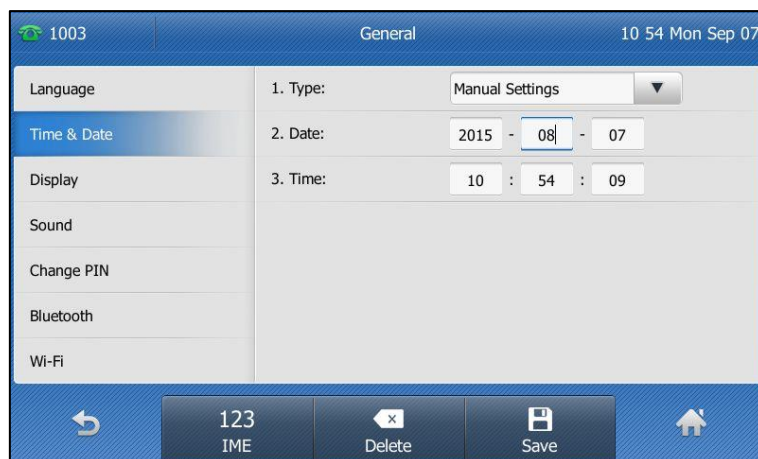 1003 General 10 54 Mon Sep 07
Language
Time & Date
Display
Sound
Change PIN
Bluetooth
Wi-Fi
1. Type: Manual Settings
2. Date: 2015 - 08 - 07
3. Time: 10 : 54 : 09
123 IME
Delete
Save